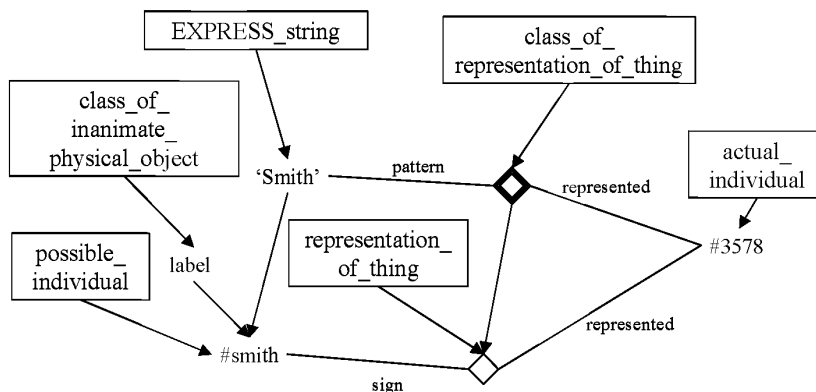 EXPRESS_string
class_of_
representation_of_thing
class_of_
inanimate_
physical_object
actual_
individual
pattern
'Smith'
represented
possible_
individual
label
representation_
of_thing
#3578
represented
#smith
sign